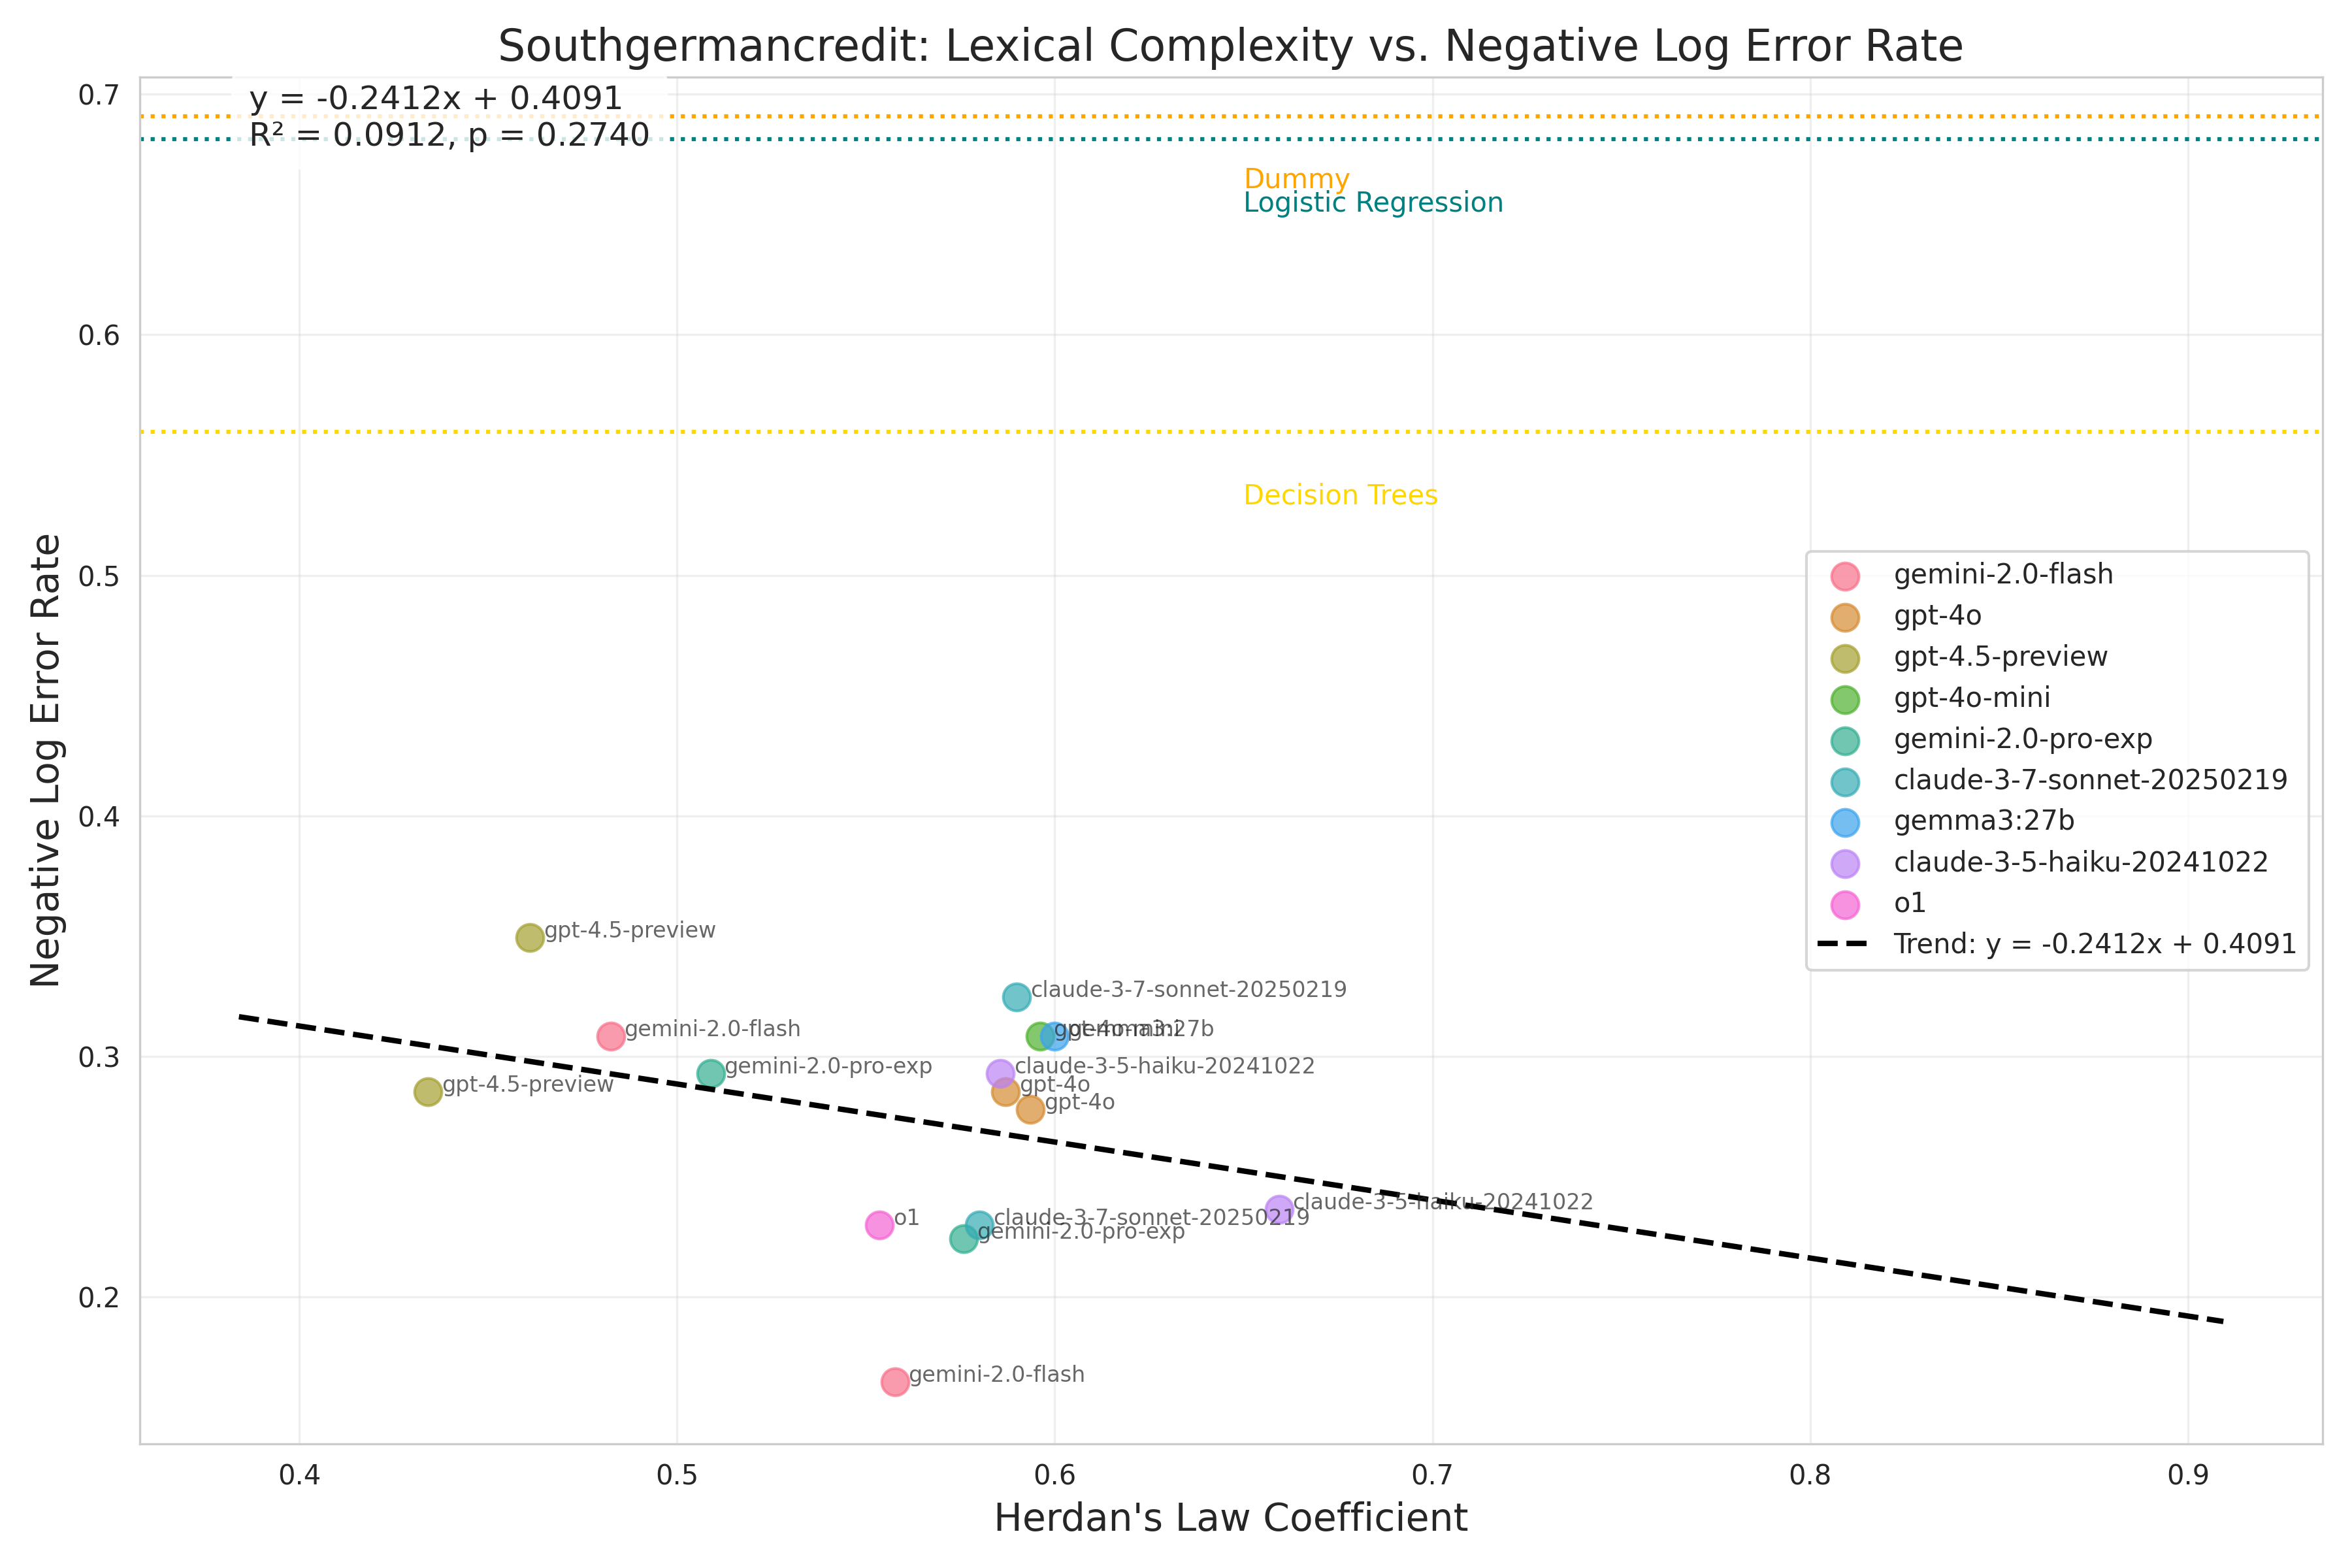 Southgermancredit: Lexical Complexity vs. Negative Log Error Rate
y = -0.2412x + 0.4091
R² = 0.0912, p = 0.2740
Dummy
Logistic Regression
Decision Trees
Negative Log Error Rate
0.7
0.6
0.5
0.4
0.3
0.2
gemini-2.0-flash
gpt-4o
gpt-4.5-preview
gpt-4o-mini
gemini-2.0-pro-exp
claude-3-7-sonnet-20250219
gemma3:27b
claude-3-5-haiku-20241022
o1
Trend: y = -0.2412x + 0.4091
gpt-4.5-preview
claude-3-7-sonnet-20250219
gemini-2.0-flash
gpt-4o-mini
gemma3:27b
gemini-2.0-pro-exp
claude-3-5-haiku-20241022
gpt-4.5-preview
gpt-4o
gpt-4o
claude-3-5-haiku-20241022
o1
claude-3-7-sonnet-20250219
gemini-2.0-pro-exp
gemini-2.0-flash
0.4
0.5
0.6
0.7
0.8
0.9
Herdan's Law Coefficient